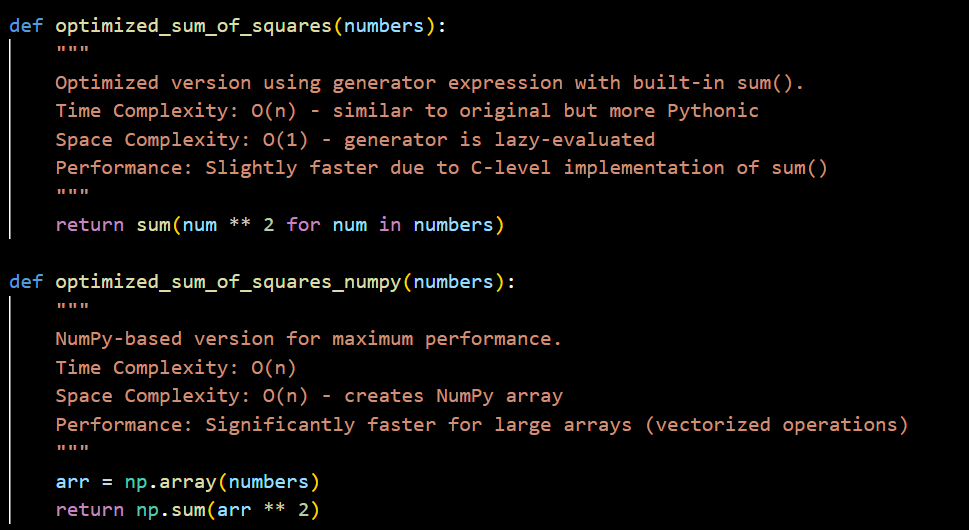 def optimized_sum_of_squares(numbers):
    """
    Optimized version using generator expression with built-in sum().
    Time Complexity: O(n) - similar to original but more Pythonic
    Space Complexity: O(1) - generator is lazy-evaluated
    Performance: Slightly faster due to C-level implementation of sum()
    """
    return sum(num ** 2 for num in numbers)

def optimized_sum_of_squares_numpy(numbers):
    """
    NumPy-based version for maximum performance.
    Time Complexity: O(n)
    Space Complexity: O(n) - creates NumPy array
    Performance: Significantly faster for large arrays (vectorized operations)
    """
    arr = np.array(numbers)
    return np.sum(arr ** 2)